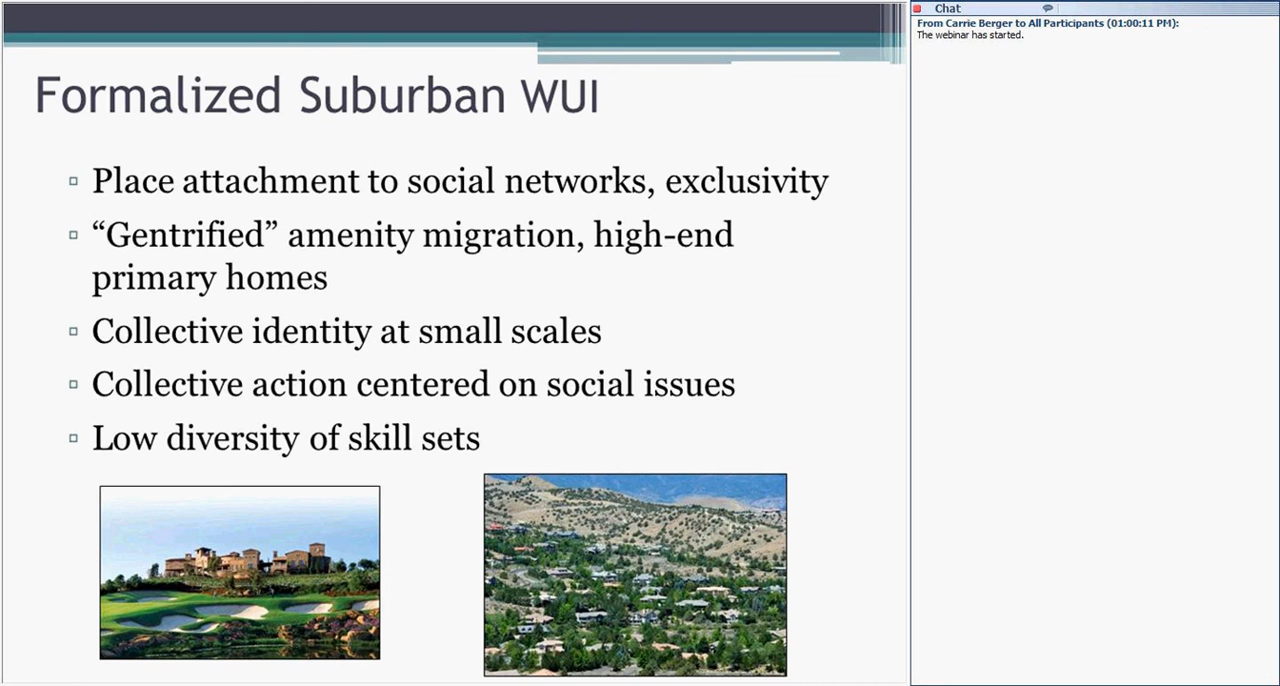 Formalized Suburban WUI
Place attachment to social networks, exclusivity
“Gentrified” amenity migration, high-end
primary homes
Collective identity at small scales
Collective action centered on social issues
Low diversity of skill sets
Chat
From Carrie Berger to All Participants (01:00:11 PM):
The webinar has started.